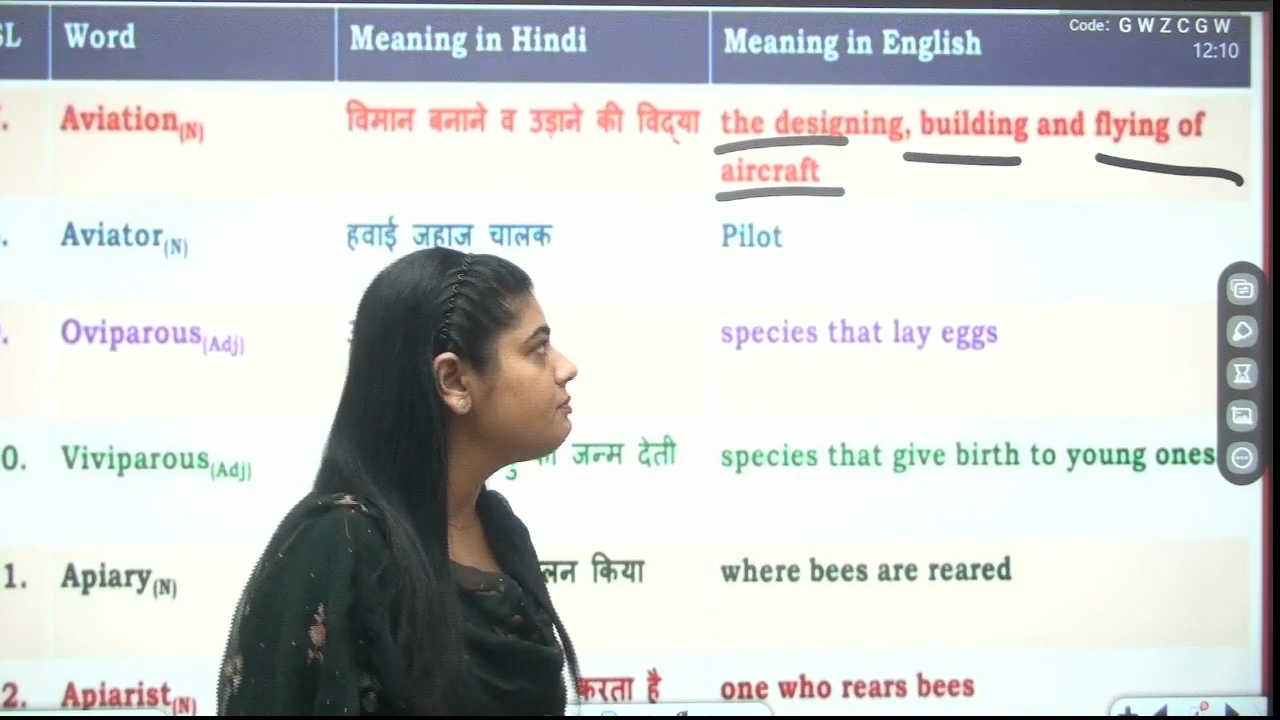 Code: G W Z C G W
12:10
SL Word Meaning in Hindi Meaning in English
Aviation(N) विमान बनाने व उड़ाने की विद्या the designing, building and flying of
aircraft
Aviator(N) हवाई जहाज चालक Pilot
Oviparous(Adj) species that lay eggs
0. Viviparous(Adj) जन्म देती species that give birth to young ones
1. Apiary(N) किया where bees are reared
2. Apiarist(N) करता है one who rears bees